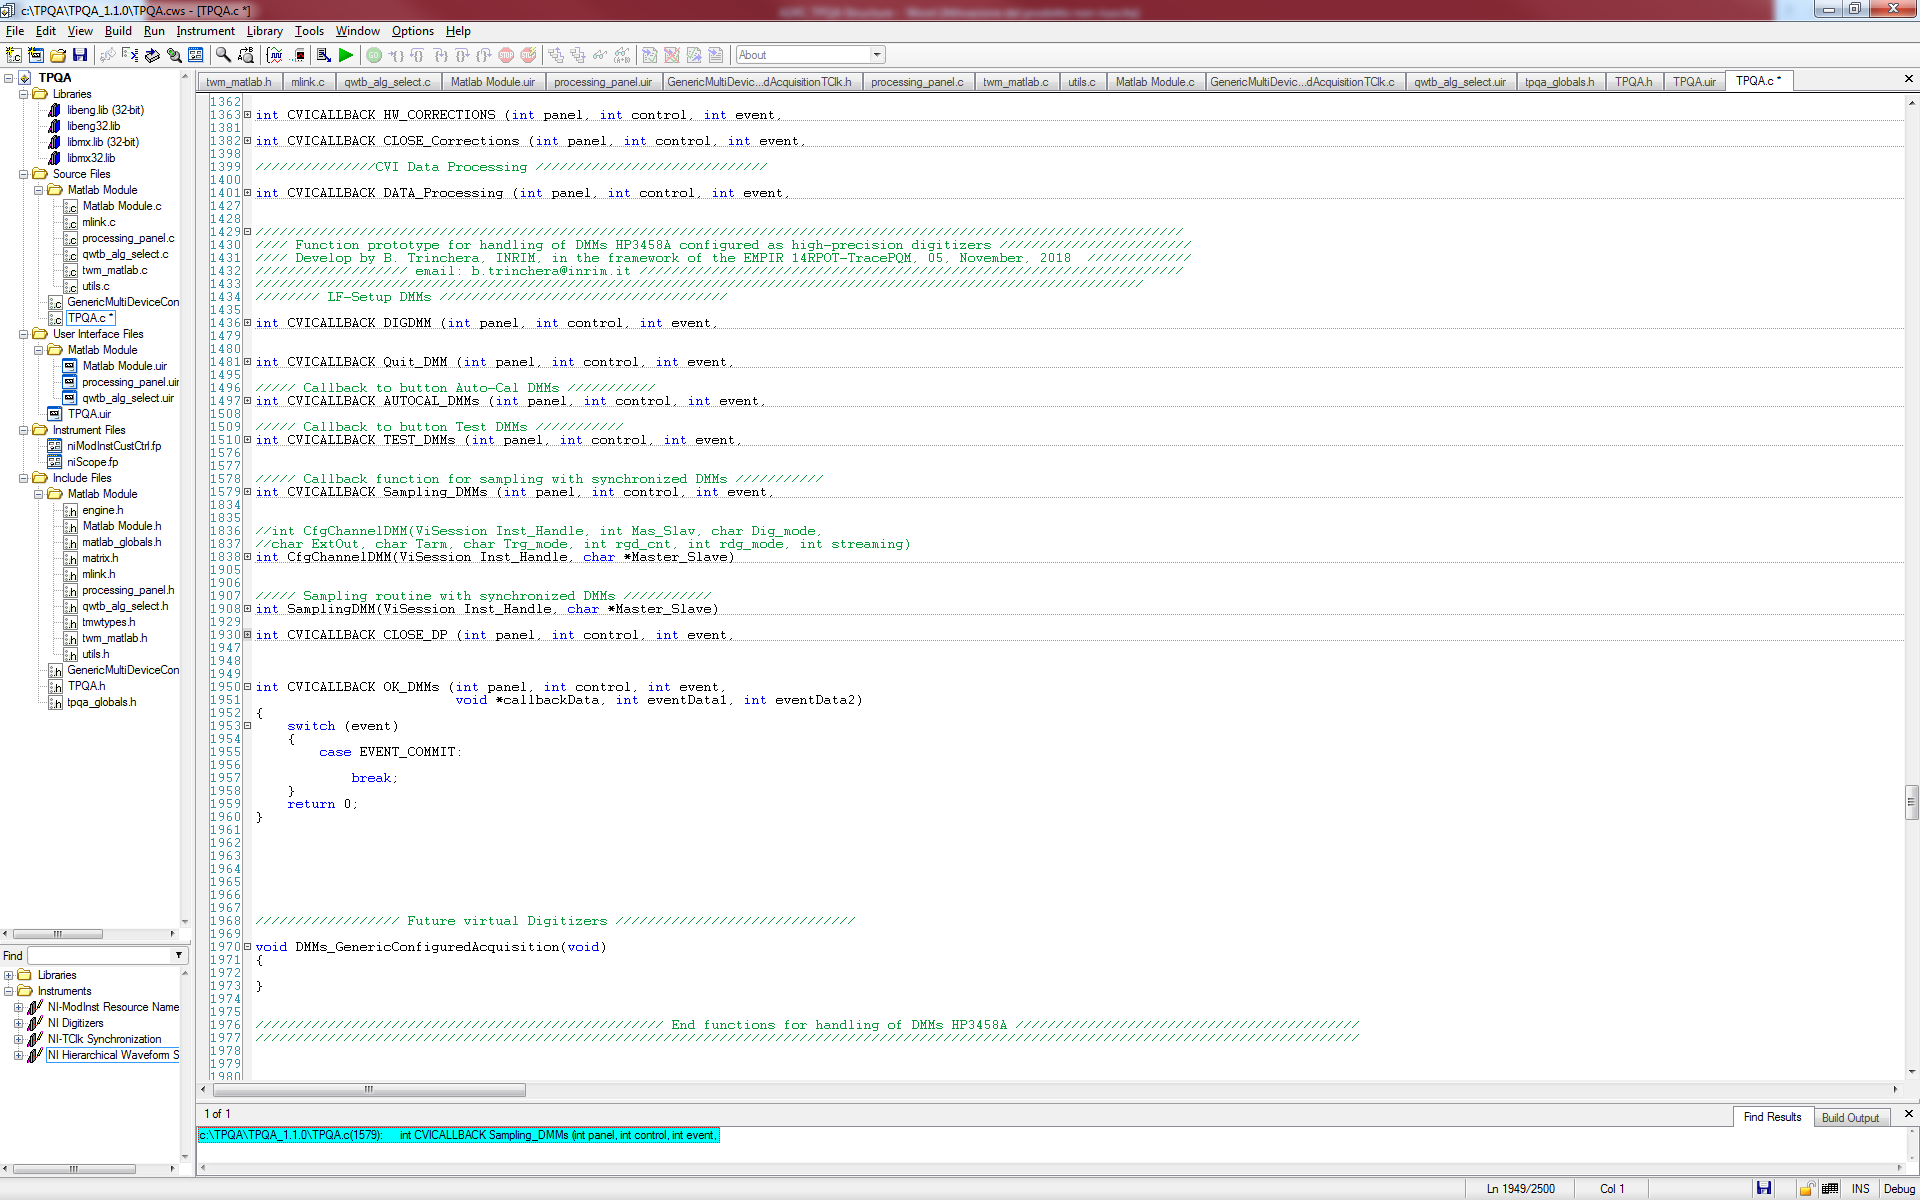 c:\TPQA\TPQA_1.1.0\TPQA.cws - [TPQA.c *]
File Edit View Build Run Instrument Library Tools Window Options Help
About
twm_matlab.h mlink.c qwtb_alg_select.c Matlab Module.uir processing_panel.uir GenericMultiDevic...dAcquisitionTClk.h processing_panel.c twm_matlab.c utils.c Matlab Module.c GenericMultiDevic...dAcquisitionTClk.c qwtb_alg_select.uir tpqa_globals.h TPQA.h TPQA.uir TPQA.c *
TPQA
Libraries
libeng.lib (32-bit)
libeng32.lib
libmx.lib (32-bit)
libmx32.lib
Source Files
Matlab Module
Matlab Module.c
mlink.c
processing_panel.c
qwtb_alg_select.c
twm_matlab.c
utils.c
GenericMultiDeviceCon
TPQA.c *
User Interface Files
Matlab Module
Matlab Module.uir
processing_panel.uir
qwtb_alg_select.uir
TPQA.uir
Instrument Files
niModInstCustCtrl.fp
niScope.fp
Include Files
Matlab Module
engine.h
Matlab Module.h
matlab_globals.h
matrix.h
mlink.h
processing_panel.h
qwtb_alg_select.h
tmwtypes.h
twm_matlab.h
utils.h
GenericMultiDeviceCon
TPQA.h
tpqa_globals.h
Find
Libraries
Instruments
NI-ModInst Resource Name
NI Digitizers
NI-TClk Synchronization
NI Hierarchical Waveform S
1362
1363 int CVICALLBACK HW_CORRECTIONS (int panel, int control, int event,
1381
1382 int CVICALLBACK CLOSE_Corrections (int panel, int control, int event,
1398
1399 ///////////////CVI Data Processing /////////////////////////////
1400
1401 int CVICALLBACK DATA_Processing (int panel, int control, int event,
1427
1428
1429 ////////////////////////////////////////////////////////////////////////////////////////////////////////////////////
1430 //// Function prototype for handling of DMMs HP3458A configured as high-precision digitizers ////////////////////////
1431 //// Develop by B. Trinchera, INRIM, in the framework of the EMPIR 14RPOT-TracePQM, 05, November, 2018 /////////////
1432 /////////////////// email: b.trinchera@inrim.it ////////////////////////////////////////////////////////////////////
1433 ///////////////////////////////////////////////////////////////////////////////////////////////////////////////
1434 //////// LF-Setup DMMs ////////////////////////////////////
1435
1436 int CVICALLBACK DIGDMM (int panel, int control, int event,
1479
1480
1481 int CVICALLBACK Quit_DMM (int panel, int control, int event,
1495
1496 ///// Callback to button Auto-Cal DMMs ///////////
1497 int CVICALLBACK AUTOCAL_DMMs (int panel, int control, int event,
1508
1509 ///// Callback to button Test DMMs ///////////
1510 int CVICALLBACK TEST_DMMs (int panel, int control, int event,
1576
1577
1578 ///// Callback function for sampling with synchronized DMMs ///////////
1579 int CVICALLBACK Sampling_DMMs (int panel, int control, int event,
1834
1835
1836 //int CfgChannelDMM(ViSession Inst_Handle, int Mas_Slav, char Dig_mode,
1837 //char ExtOut, char Tarm, char Trg_mode, int rgd_cnt, int rdg_mode, int streaming)
1838 int CfgChannelDMM(ViSession Inst_Handle, char *Master_Slave)
1905
1906
1907 ///// Sampling routine with synchronized DMMs ///////////
1908 int SamplingDMM(ViSession Inst_Handle, char *Master_Slave)
1929
1930 int CVICALLBACK CLOSE_DP (int panel, int control, int event,
1947
1948
1949
1950 int CVICALLBACK OK_DMMs (int panel, int control, int event,
1951 void *callbackData, int eventData1, int eventData2)
1952 {
1953 switch (event)
1954 {
1955 case EVENT_COMMIT:
1956
1957 break;
1958 }
1959 return 0;
1960 }
1961
1962
1963
1964
1965
1966
1967
1968 ////////////////// Future virtual Digitizers //////////////////////////////
1969
1970 void DMMs_GenericConfiguredAcquisition(void)
1971 {
1972
1973 }
1974
1975
1976 /////////////////////////////////////////////////// End functions for handling of DMMs HP3458A ///////////////////////////////////////////
1977 //////////////////////////////////////////////////////////////////////////////////////////////////////////////////////////////////////////
1978
1979
1980
1 of 1
Find Results Build Output
c:\TPQA\TPQA_1.1.0\TPQA.c(1579): int CVICALLBACK Sampling_DMMs (int panel, int control, int event,
Ln 1949/2500 Col 1 INS Debug